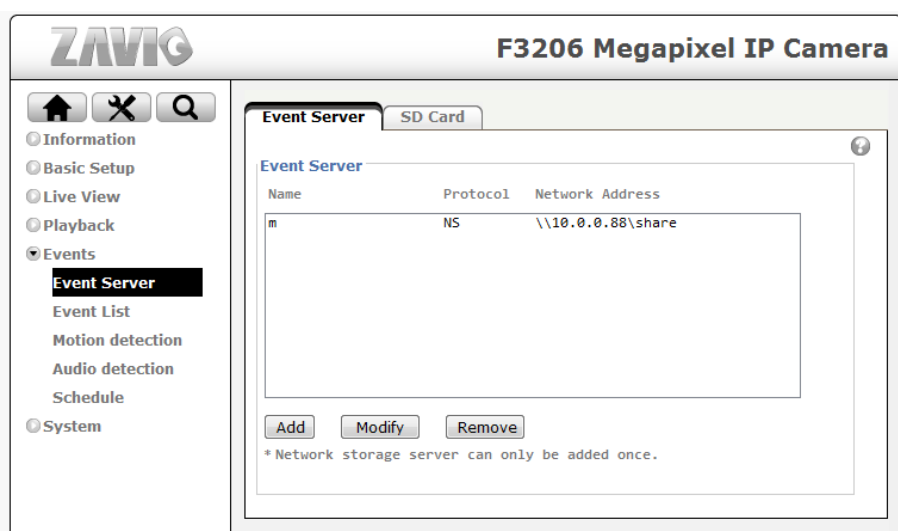 ZAVIO
F3206 Megapixel IP Camera
Information
Basic Setup
Live View
Playback
Events
Event Server
Event List
Motion detection
Audio detection
Schedule
System
Event Server SD Card
?
Event Server
Name Protocol Network Address
m NS \\10.0.0.88\share
Add Modify Remove
* Network storage server can only be added once.